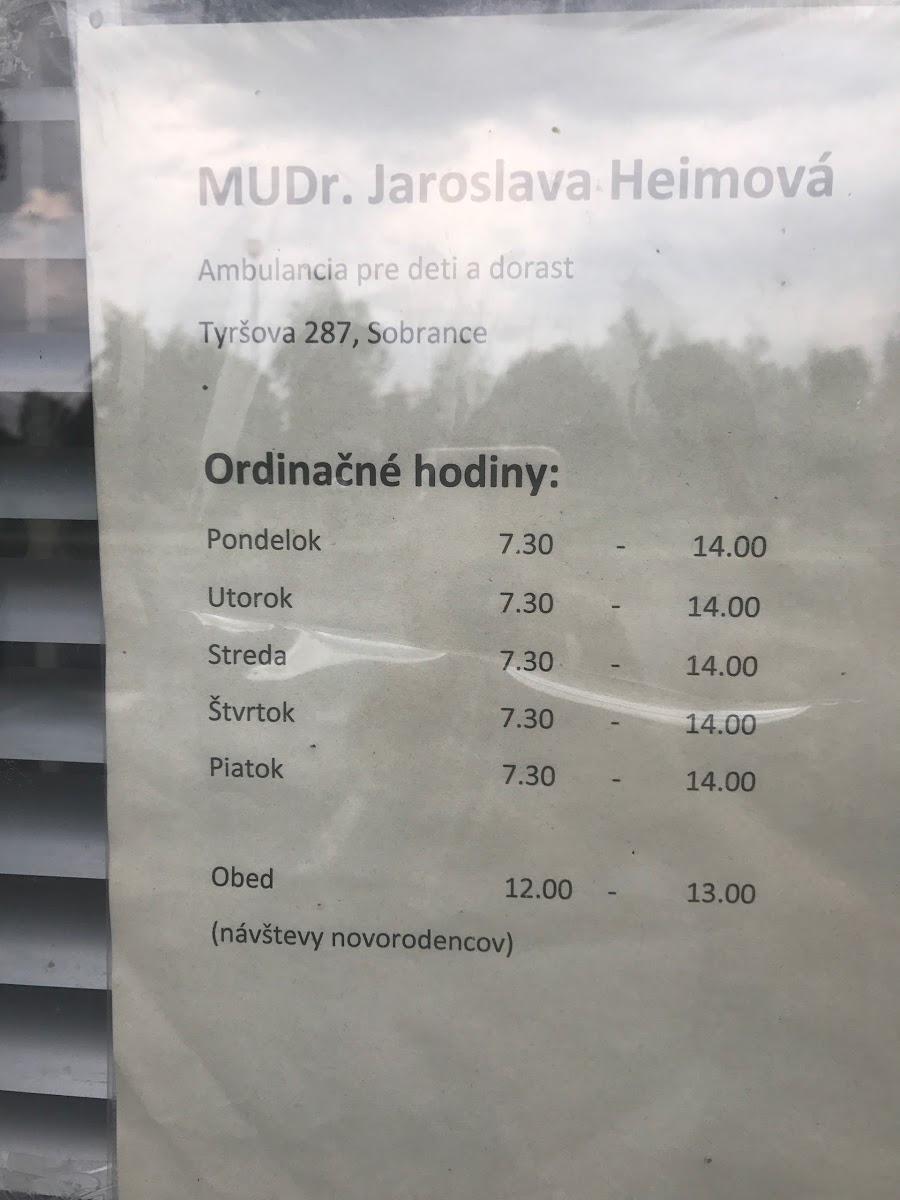 MUDr. Jaroslava Heimová
Ambulancia pre deti a dorast
Tyršova 287, Sobrance
Ordinačné hodiny:
Pondelok 7.30 - 14.00
Utorok 7.30 - 14.00
Streda 7.30 - 14.00
Štvrtok 7.30 - 14.00
Piatok 7.30 - 14.00
Obed 12.00 - 13.00
(návštevy novorodencov)